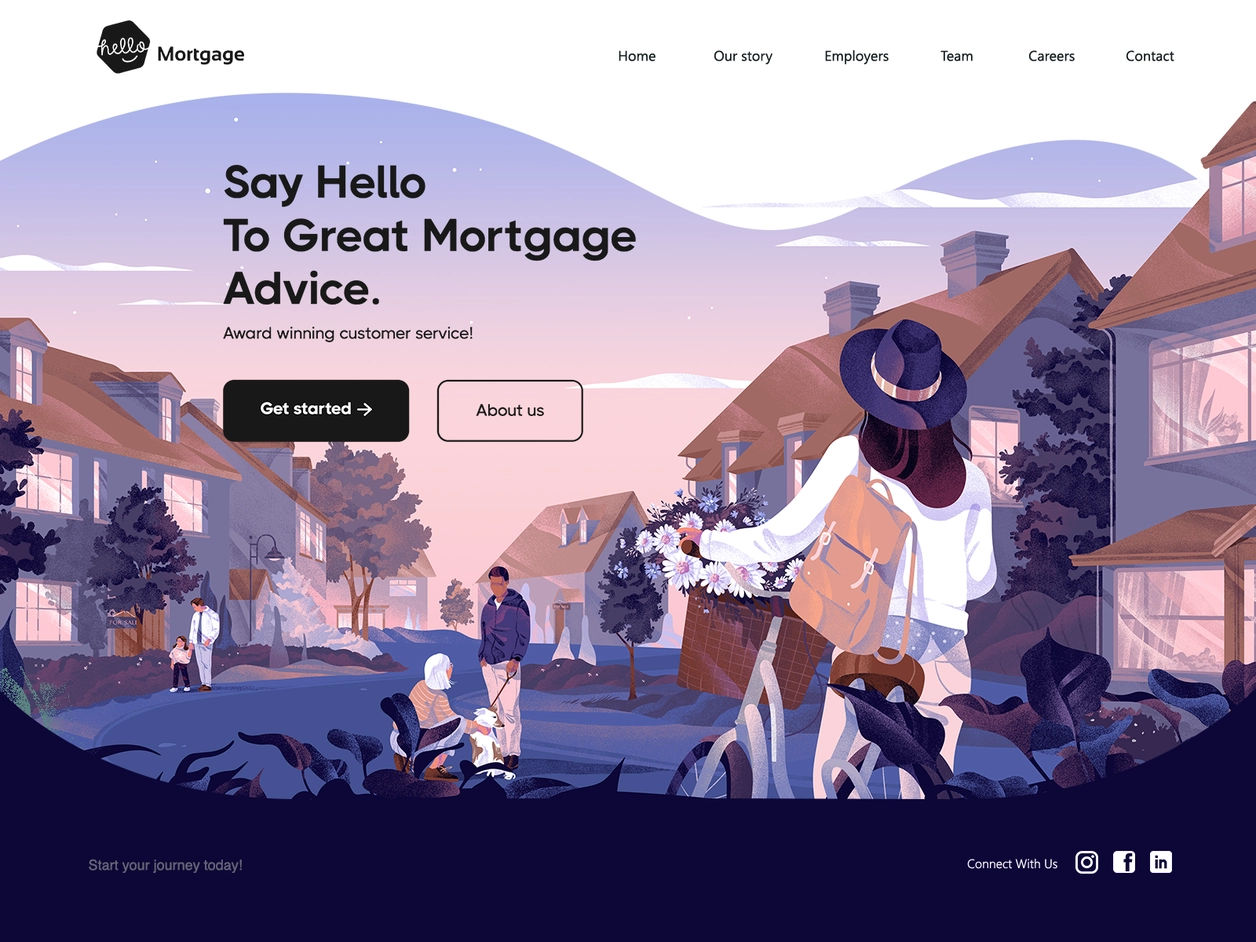 hello
Mortgage
Home Our story Employers Team Careers Contact
Say Hello
To Great Mortgage
Advice.
Award winning customer service!
Get started → About us
FOR SALE
Start your journey today!
Connect With Us